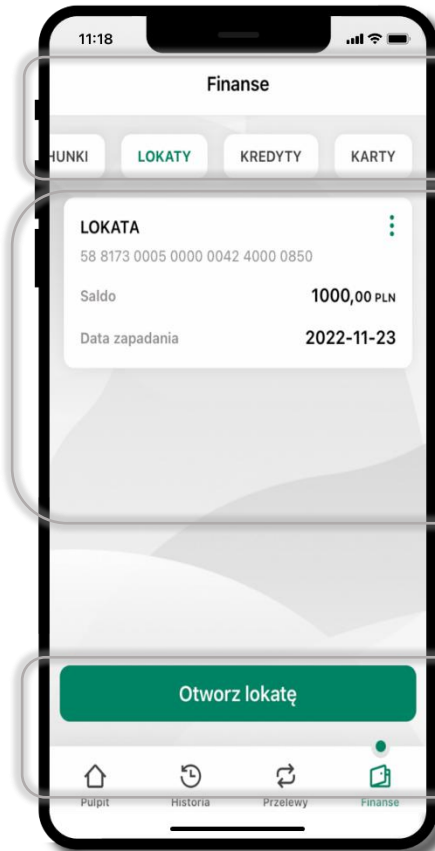 11:18
Finanse
HUNKI LOKATY KREDYTY KARTY
LOKATA
58 8173 0005 0000 0042 4000 0850
Saldo 1000,00 PLN
Data zapadania 2022-11-23
Otworz lokatę
Pulpit Historia Przelewy Finanse